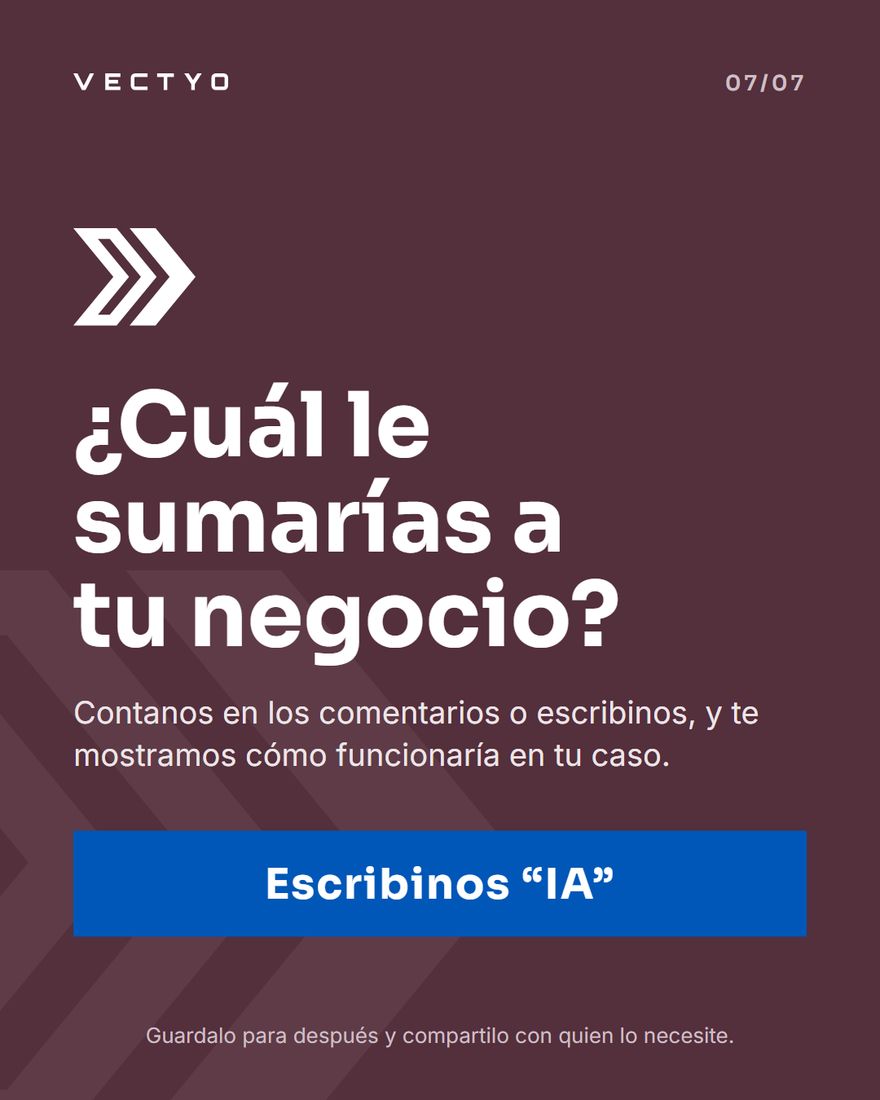 VECTYO
07/07
¿Cuál le
sumarías a
tu negocio?
Contanos en los comentarios o escribinos, y te
mostramos cómo funcionaría en tu caso.
Escribinos “IA”
Guardalo para después y compartilo con quien lo necesite.